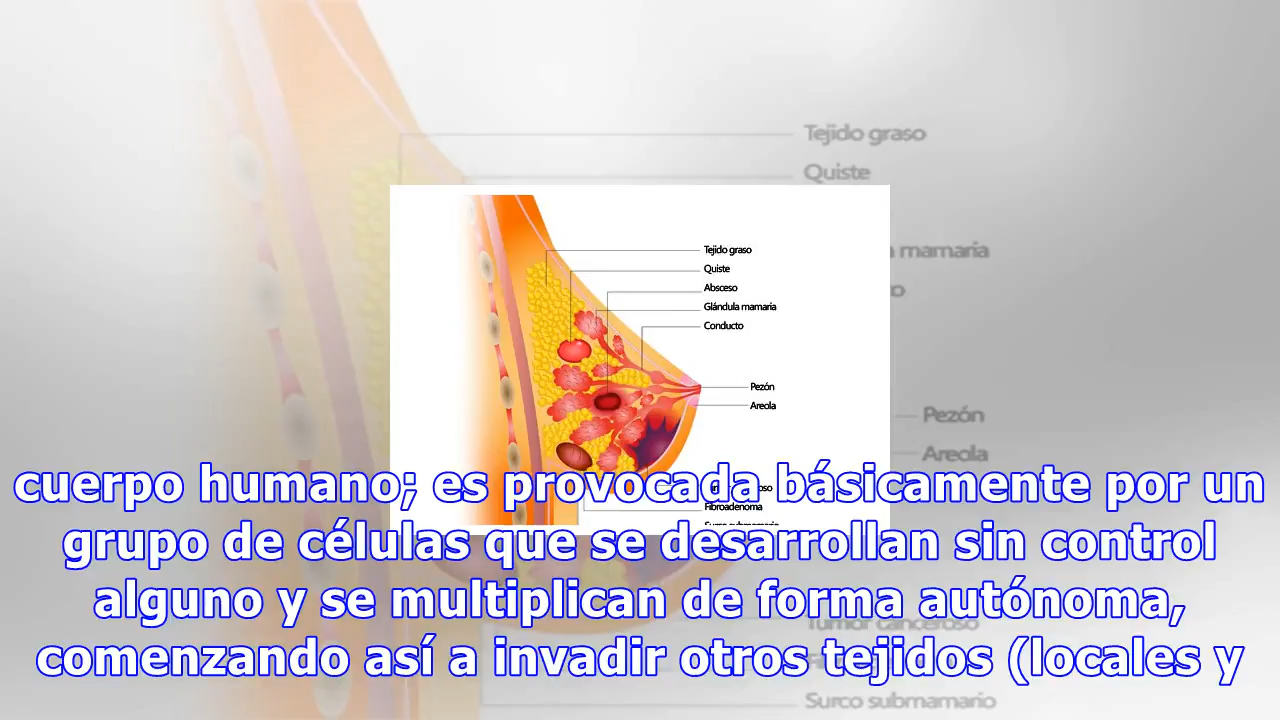 Tejido graso
Quiste
mamaria
Pezón
Areola
Tejido graso
Quiste
Absceso
Glándula mamaria
Conducto
Pezón
Areola
Fibroadenoma
Surco submamario
cuerpo humano; es provocada básicamente por un
grupo de células que se desarrollan sin control
alguno y se multiplican de forma autónoma,
comenzando así a invadir otros tejidos (locales y
Tumor canceroso
Surco submamario